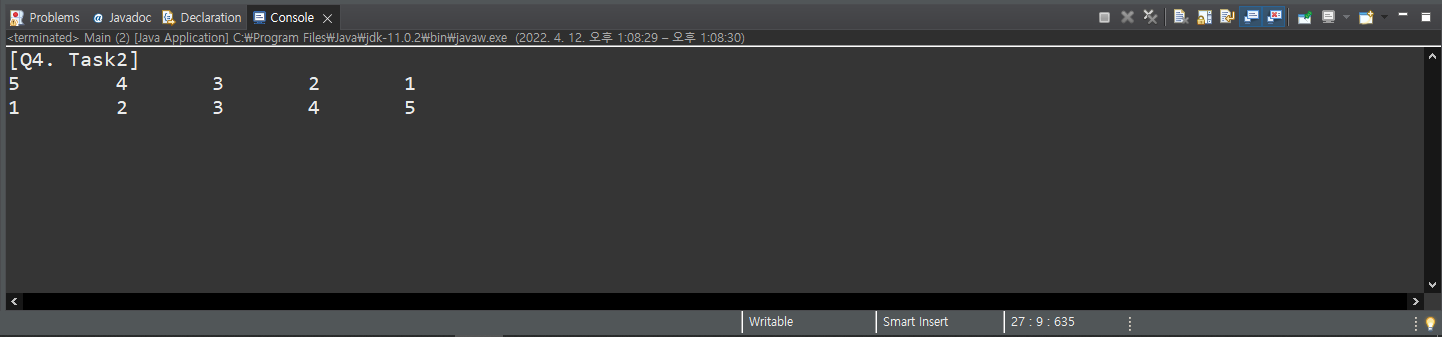 Problems Javadoc Declaration Console
<terminated> Main (2) [Java Application] C:₩Program Files₩Java₩jdk-11.0.2₩bin₩javaw.exe (2022. 4. 12. 오후 1:08:29 – 오후 1:08:30)
[Q4. Task2]
5 4 3 2 1
1 2 3 4 5
Writable Smart Insert 27 : 9 : 635